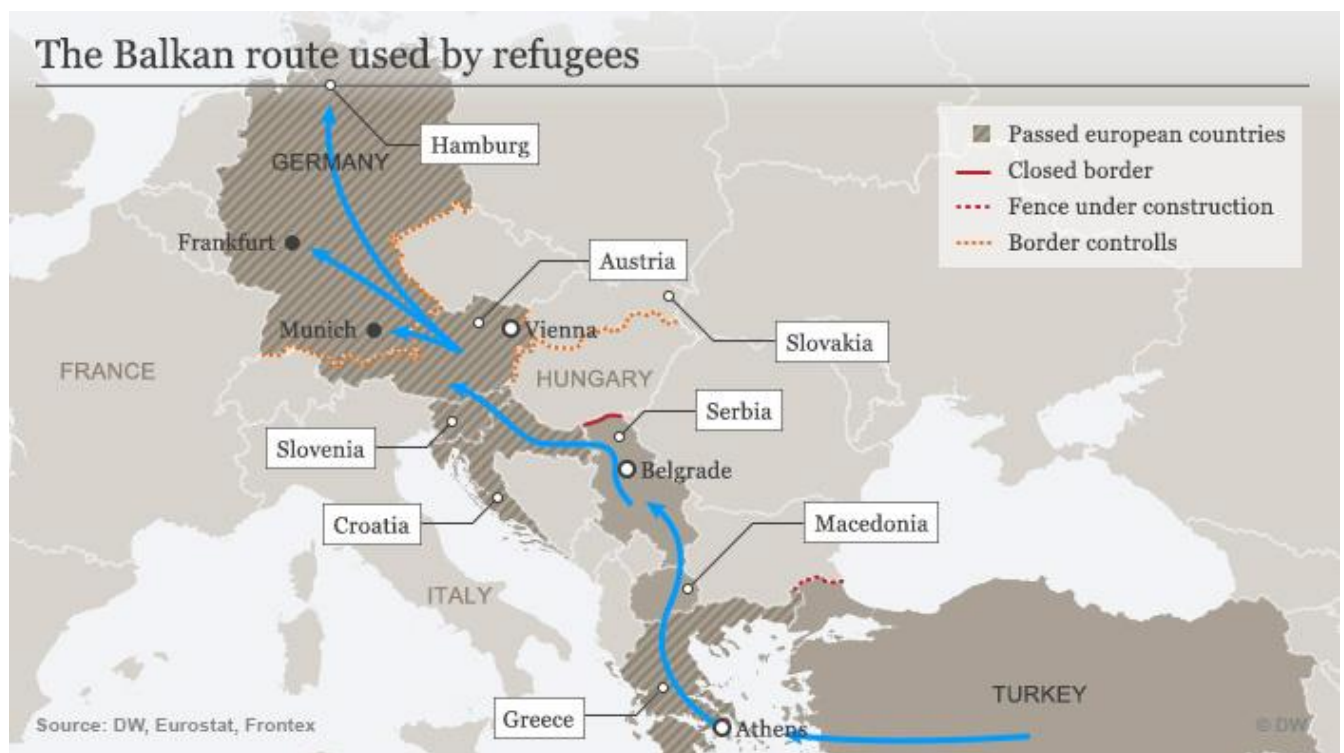 The Balkan route used by refugees
Passed european countries
Closed border
Fence under construction
Border controlls
Hamburg
GERMANY
Frankfurt
Austria
Munich
Vienna
Slovakia
FRANCE
HUNGARY
Serbia
Slovenia
Belgrade
Croatia
Macedonia
ITALY
TURKEY
Greece
Athens
Source: DW, Eurostat, Frontex
© DW